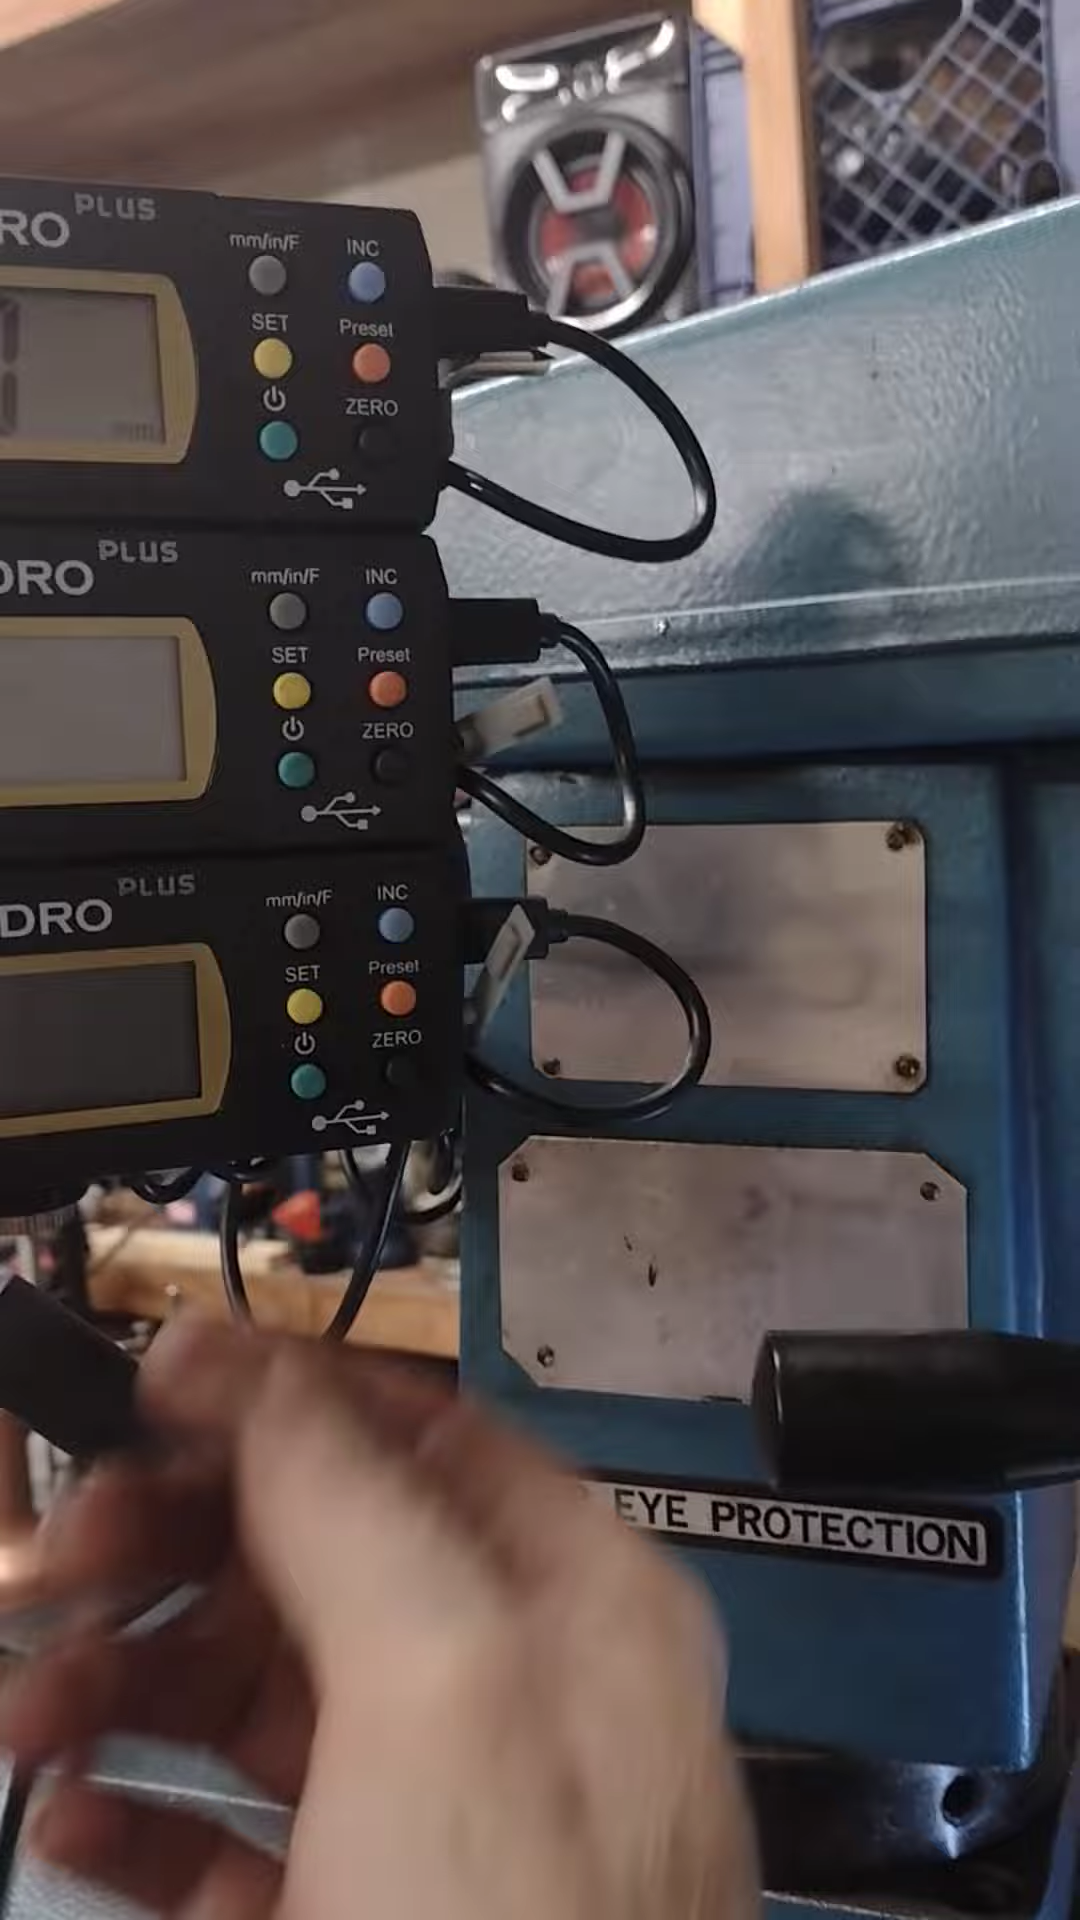 RO PLUS
mm/in/F INC
SET Preset
ZERO
DRO PLUS
mm/in/F INC
SET Preset
ZERO
DRO PLUS
mm/in/F INC
SET Preset
ZERO
EYE PROTECTION